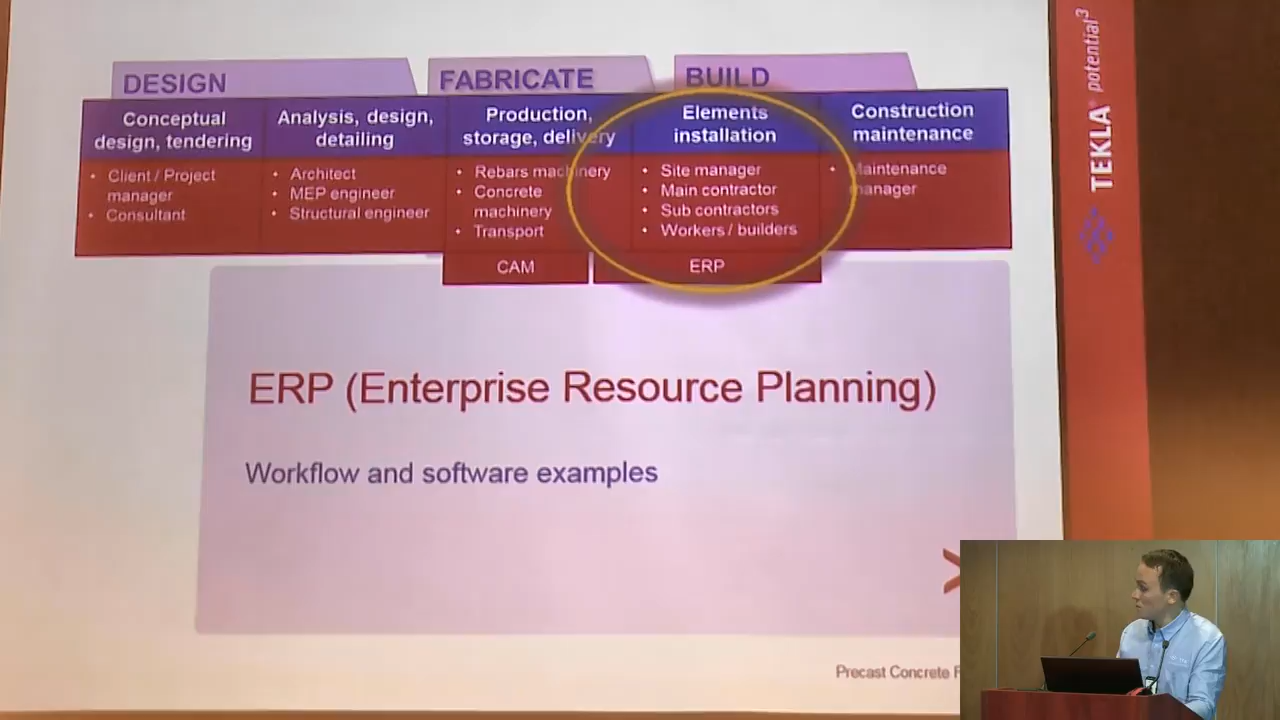 DESIGN
FABRICATE
BUILD
Conceptual
design, tendering
Analysis, design,
detailing
Production,
storage, delivery
Elements
installation
Construction
maintenance
• Client / Project
manager
• Consultant
• Architect
• MEP engineer
• Structural engineer
• Rebars machinery
• Concrete
machinery
• Transport
• Site manager
• Main contractor
• Sub contractors
• Workers / builders
• Maintenance
manager
CAM
ERP
ERP (Enterprise Resource Planning)
Workflow and software examples
Precast Concrete
TEKLA® potential³